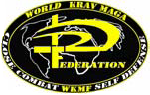 WORLD KRAV MAGA
FEDERATION
CLOSE COMBAT WKMF SELF DEFENSE